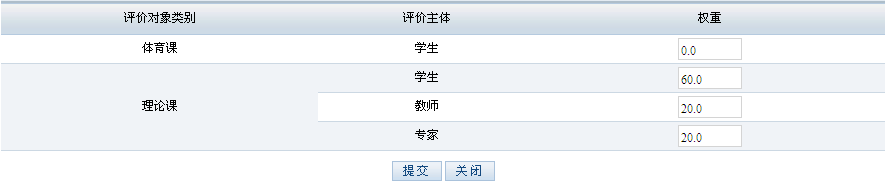 评价对象类别 评价主体 权重
体育课 学生 0.0
学生 60.0
理论课 教师 20.0
专家 20.0
提交 关闭